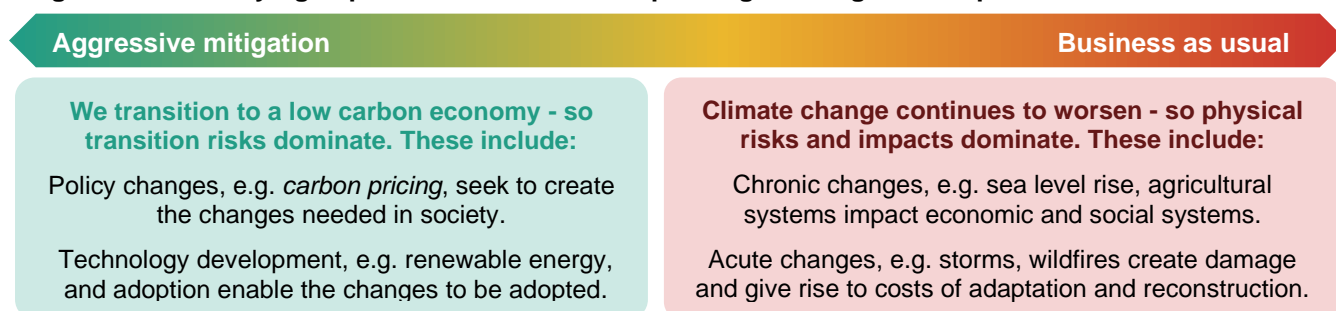 Aggressive mitigation
Business as usual
We transition to a low carbon economy - so
transition risks dominate. These include:
Policy changes, e.g. carbon pricing, seek to create
the changes needed in society.
Technology development, e.g. renewable energy,
and adoption enable the changes to be adopted.
Climate change continues to worsen - so physical
risks and impacts dominate. These include:
Chronic changes, e.g. sea level rise, agricultural
systems impact economic and social systems.
Acute changes, e.g. storms, wildfires create damage
and give rise to costs of adaptation and reconstruction.